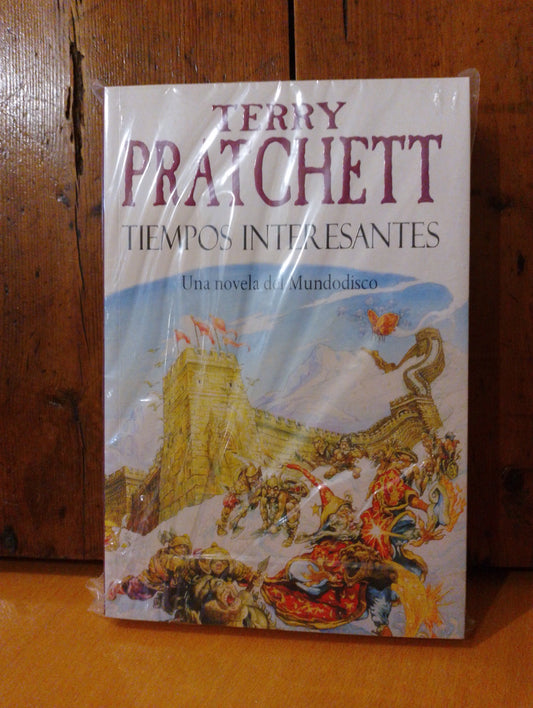 TERRY
PRATCHETT
TIEMPOS INTERESANTES
Una novela del Mundodisco